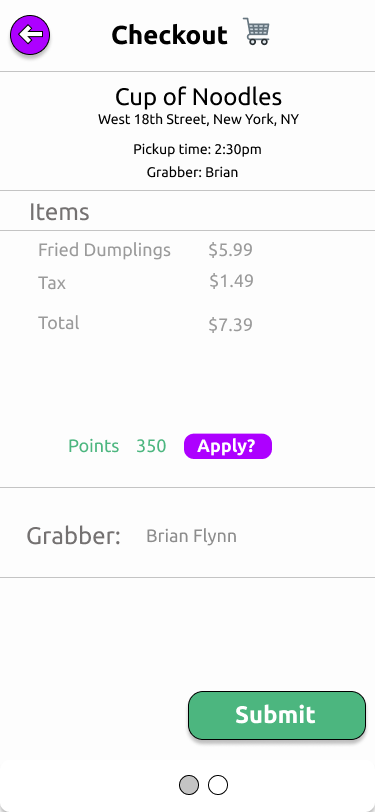 Checkout
Cup of Noodles
West 18th Street, New York, NY
Pickup time: 2:30pm
Grabber: Brian
Items
Fried Dumplings $5.99
Tax $1.49
Total $7.39
Points 350 Apply?
Grabber: Brian Flynn
Submit